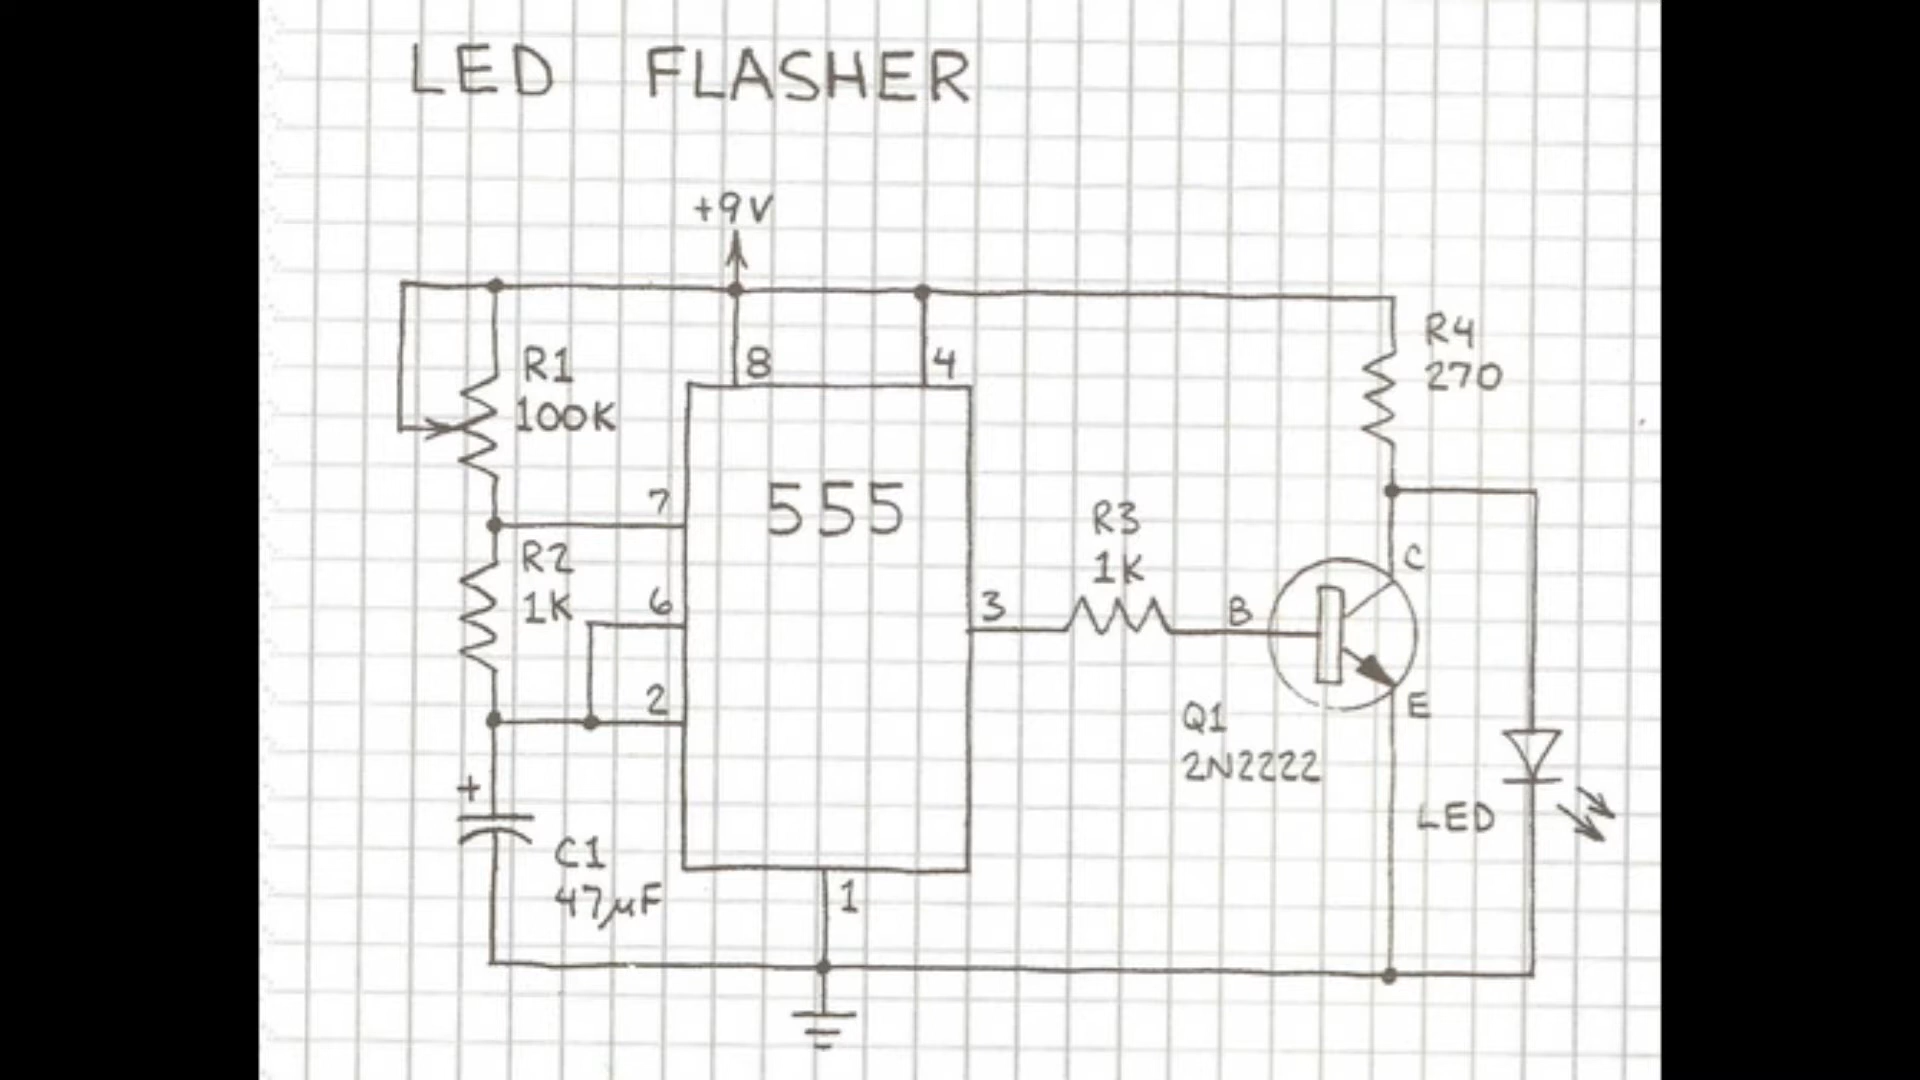 LED FLASHER
+9V
8
4
R1
100K
R4
270
7
555
R2
1K
6
R3
1K
3
B
C
2
E
Q1
2N2222
+
LED
C1
47μF
1